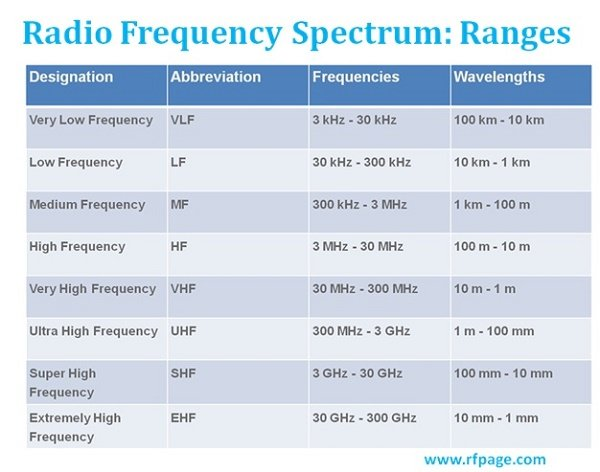 Radio Frequency Spectrum: Ranges
Designation Abbreviation Frequencies Wavelengths
Very Low Frequency VLF 3 kHz - 30 kHz 100 km - 10 km
Low Frequency LF 30 kHz - 300 kHz 10 km - 1 km
Medium Frequency MF 300 kHz - 3 MHz 1 km - 100 m
High Frequency HF 3 MHz - 30 MHz 100 m - 10 m
Very High Frequency VHF 30 MHz - 300 MHz 10 m - 1 m
Ultra High Frequency UHF 300 MHz - 3 GHz 1 m - 100 mm
Super High SHF 3 GHz - 30 GHz 100 mm - 10 mm
Frequency
Extremely High EHF 30 GHz - 300 GHz 10 mm - 1 mm
Frequency
www.rfpage.com